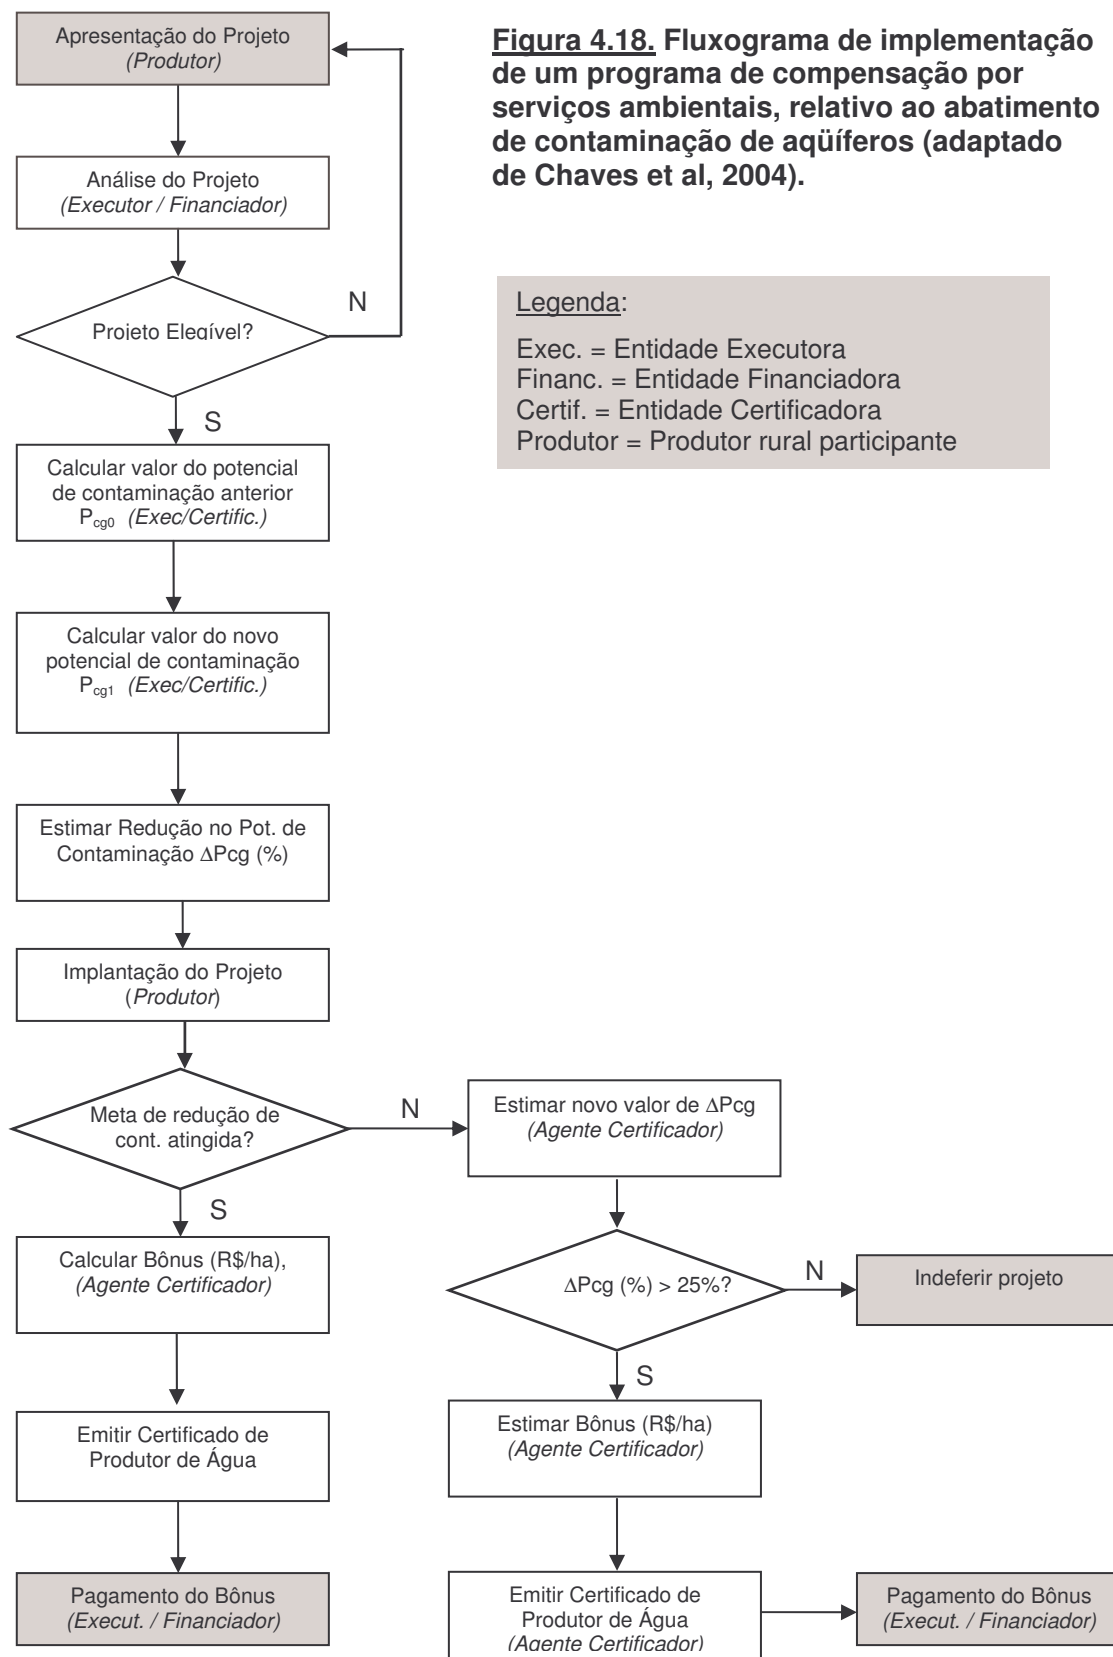 Apresentação do Projeto
(Produtor)
Figura 4.18. Fluxograma de implementação
de um programa de compensação por
serviços ambientais, relativo ao abatimento
de contaminação de aqüíferos (adaptado
de Chaves et al, 2004).
Análise do Projeto
(Executor / Financiador)
Projeto Elegível?
N
S
Legenda:
Exec. = Entidade Executora
Financ. = Entidade Financiadora
Certif. = Entidade Certificadora
Produtor = Produtor rural participante
Calcular valor do potencial
de contaminação anterior
Pcg0 (Exec/Certific.)
Calcular valor do novo
potencial de contaminação
Pcg1 (Exec/Certific.)
Estimar Redução no Pot. de
Contaminação ΔPcg (%)
Implantação do Projeto
(Produtor)
Meta de redução de
cont. atingida?
N
S
Estimar novo valor de ΔPcg
(Agente Certificador)
Calcular Bônus (R$/ha),
(Agente Certificador)
ΔPcg (%) > 25%?
N
Indeferir projeto
S
Emitir Certificado de
Produtor de Água
Estimar Bônus (R$/ha)
(Agente Certificador)
Pagamento do Bônus
(Execut. / Financiador)
Emitir Certificado de
Produtor de Água
(Agente Certificador)
Pagamento do Bônus
(Execut. / Financiador)